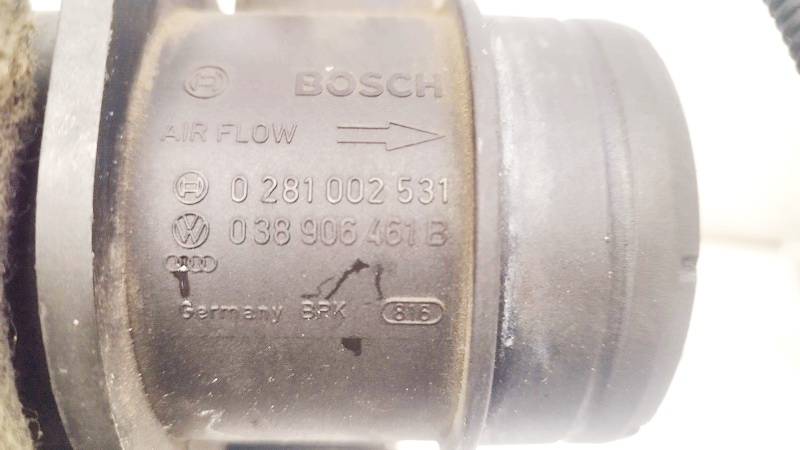 BOSCH
AIR FLOW
0 281 002 531
038 906 461 B
Germany BRK 816